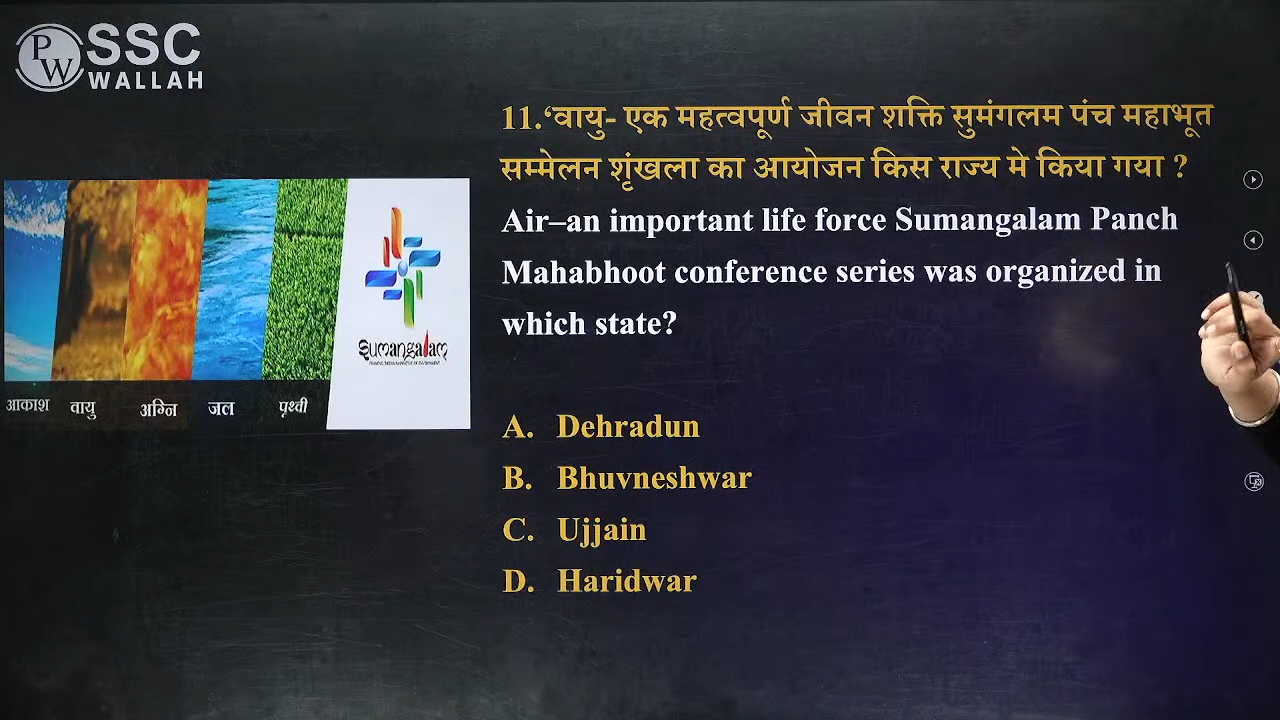 PW
SSC
WALLAH
11.‘वायु- एक महत्वपूर्ण जीवन शक्ति सुमंगलम पंच महाभूत
सम्मेलन शृंखला का आयोजन किस राज्य मे किया गया ?
Air–an important life force Sumangalam Panch
Mahabhoot conference series was organized in
which state?
Sumangalam
आकाश वायु अग्नि जल पृथ्वी
A. Dehradun
B. Bhuvneshwar
C. Ujjain
D. Haridwar